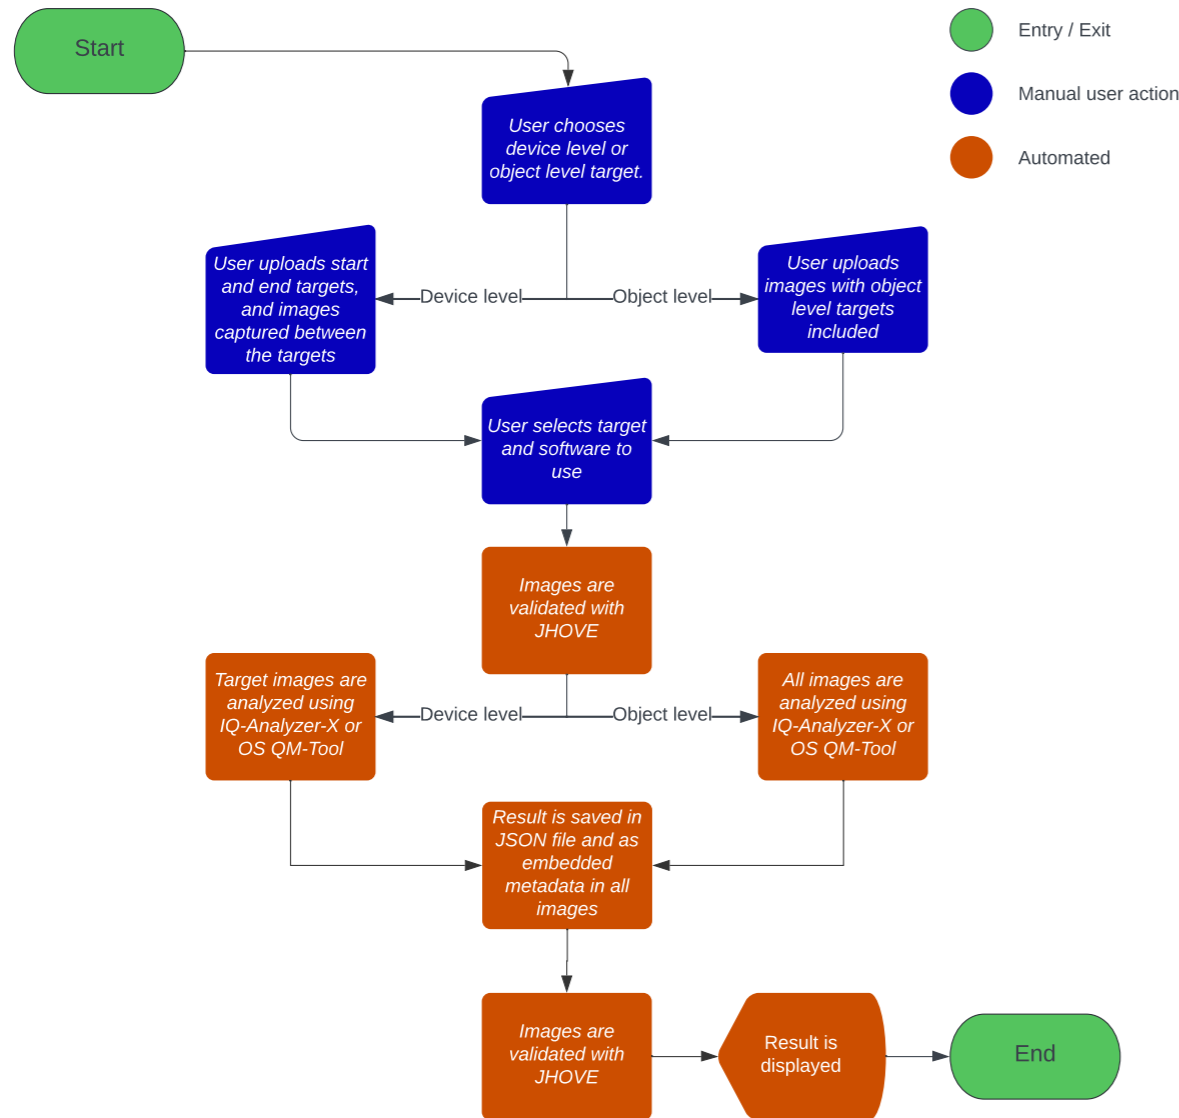 Start
Entry / Exit
Manual user action
Automated
User chooses
device level or
object level target.
User uploads start
and end targets,
and images
captured between
the targets
Device level
Object level
User uploads
images with object
level targets
included
User selects target
and software to
use
Images are
validated with
JHOVE
Target images are
analyzed using
IQ-Analyzer-X or
OS QM-Tool
Device level
Object level
All images are
analyzed using
IQ-Analyzer-X or
OS QM-Tool
Result is saved in
JSON file and as
embedded
metadata in all
images
Images are
validated with
JHOVE
Result is
displayed
End